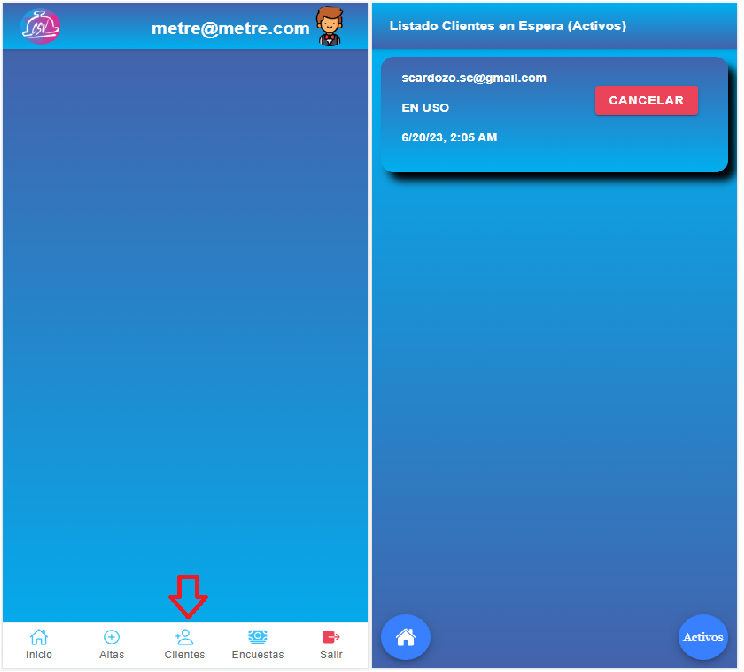 LSV
metre@metre.com
Inicio
Altas
Clientes
Encuestas
Salir
Listado Clientes en Espera (Activos)
scardozo.sc@gmail.com
CANCELAR
EN USO
6/20/23, 2:05 AM
Activos